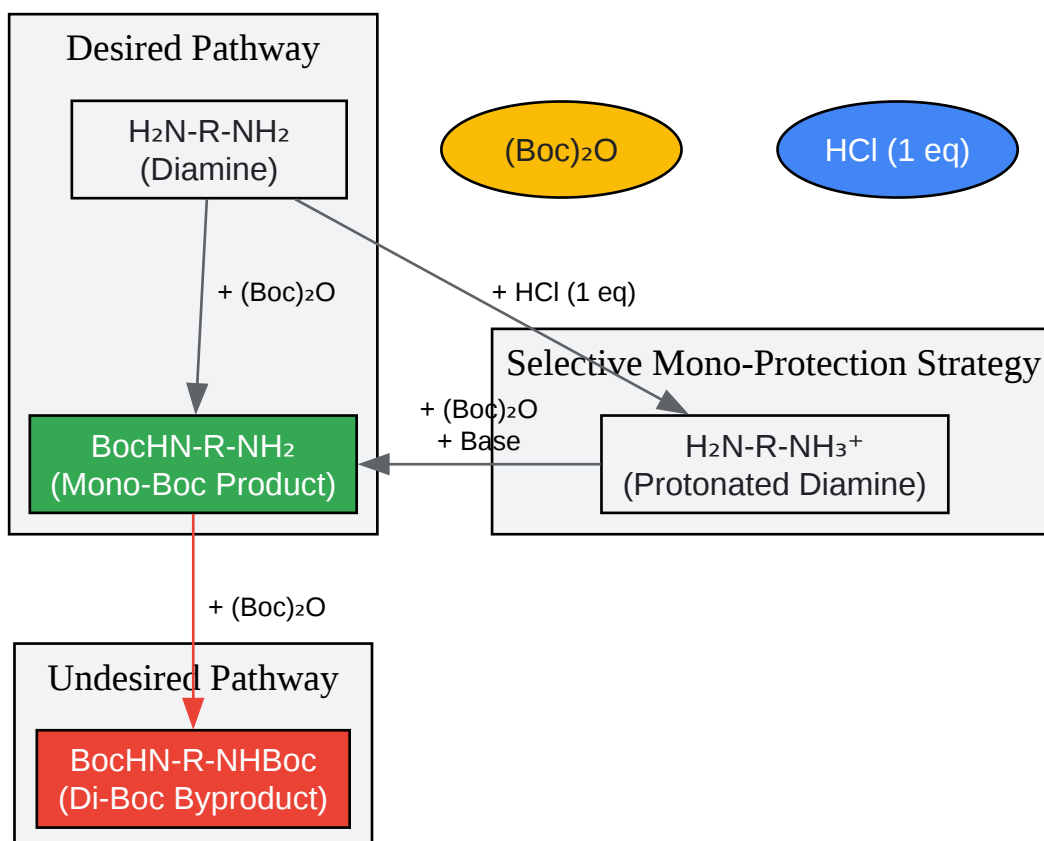 Desired Pathway
H₂N-R-NH₂
(Diamine)
(Boc)₂O
HCl (1 eq)
+ (Boc)₂O
+ HCl (1 eq)
Selective Mono-Protection Strategy
+ (Boc)₂O
+ Base
BocHN-R-NH₂
(Mono-Boc Product)
H₂N-R-NH₃⁺
(Protonated Diamine)
+ (Boc)₂O
Undesired Pathway
BocHN-R-NHBoc
(Di-Boc Byproduct)